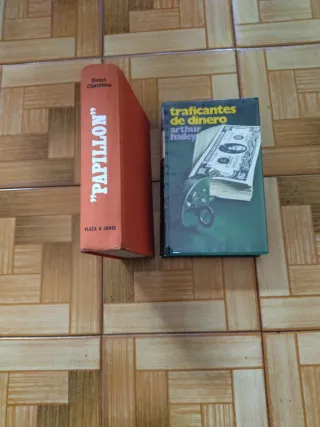 Henri Charrière
"PAPILLON"
PLAZA & JANES
traficantes
de dinero
arthur
hailey